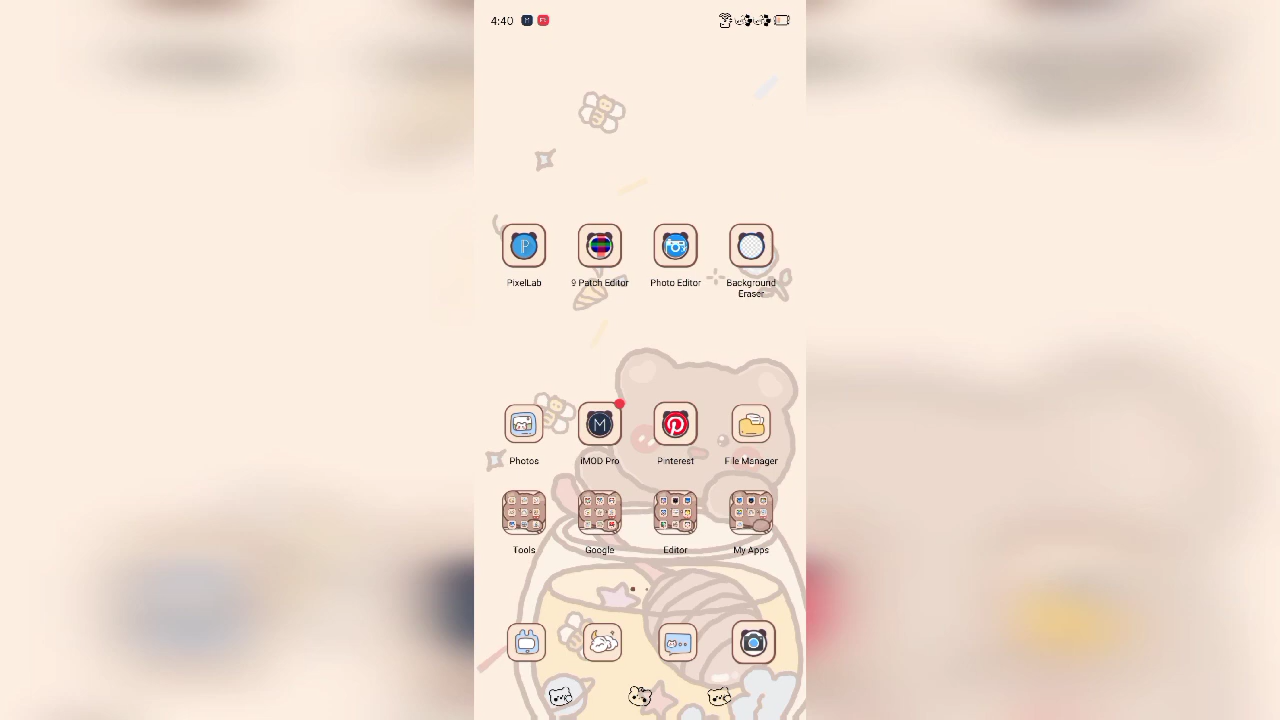 4:40
PixelLab
9 Patch Editor
Photo Editor
Background
Eraser
Photos
iMOD Pro
Pinterest
File Manager
Tools
Google
Editor
My Apps